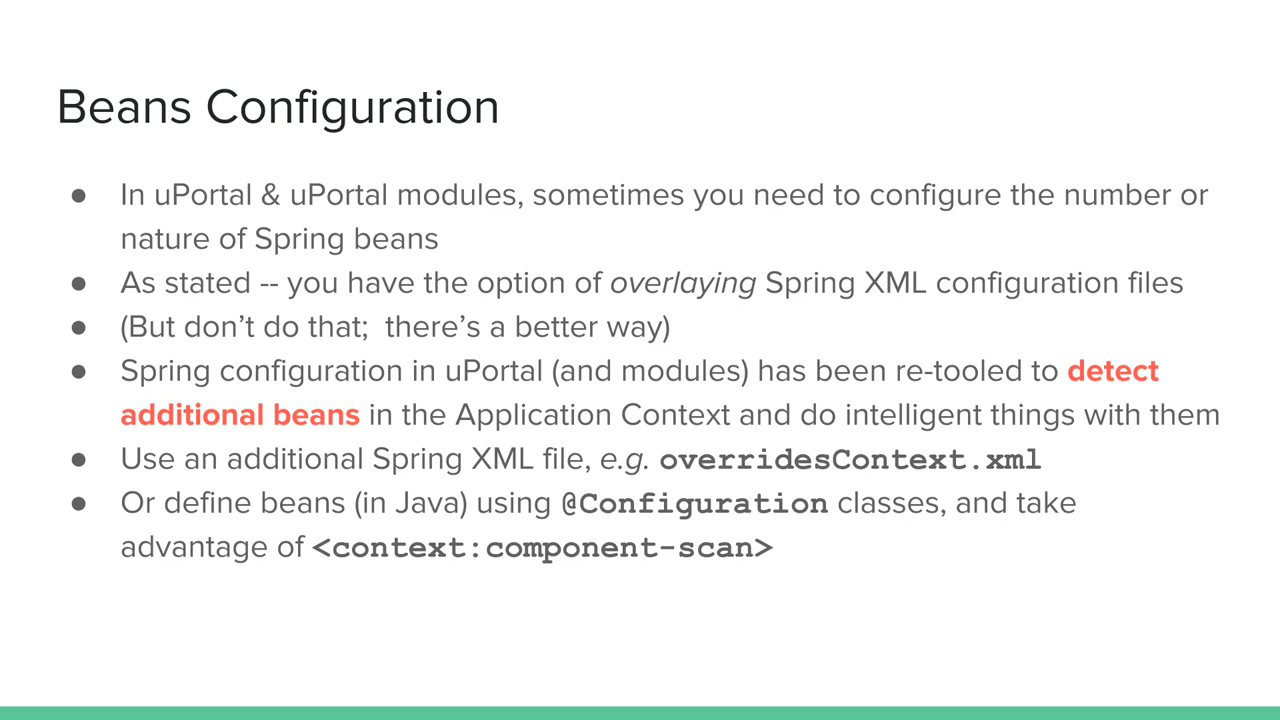 Beans Configuration
● In uPortal & uPortal modules, sometimes you need to configure the number or
nature of Spring beans
● As stated -- you have the option of overlaying Spring XML configuration files
● (But don’t do that;  there’s a better way)
● Spring configuration in uPortal (and modules) has been re-tooled to detect
additional beans in the Application Context and do intelligent things with them
● Use an additional Spring XML file, e.g. overridesContext.xml
● Or define beans (in Java) using @Configuration classes, and take
advantage of <context:component-scan>